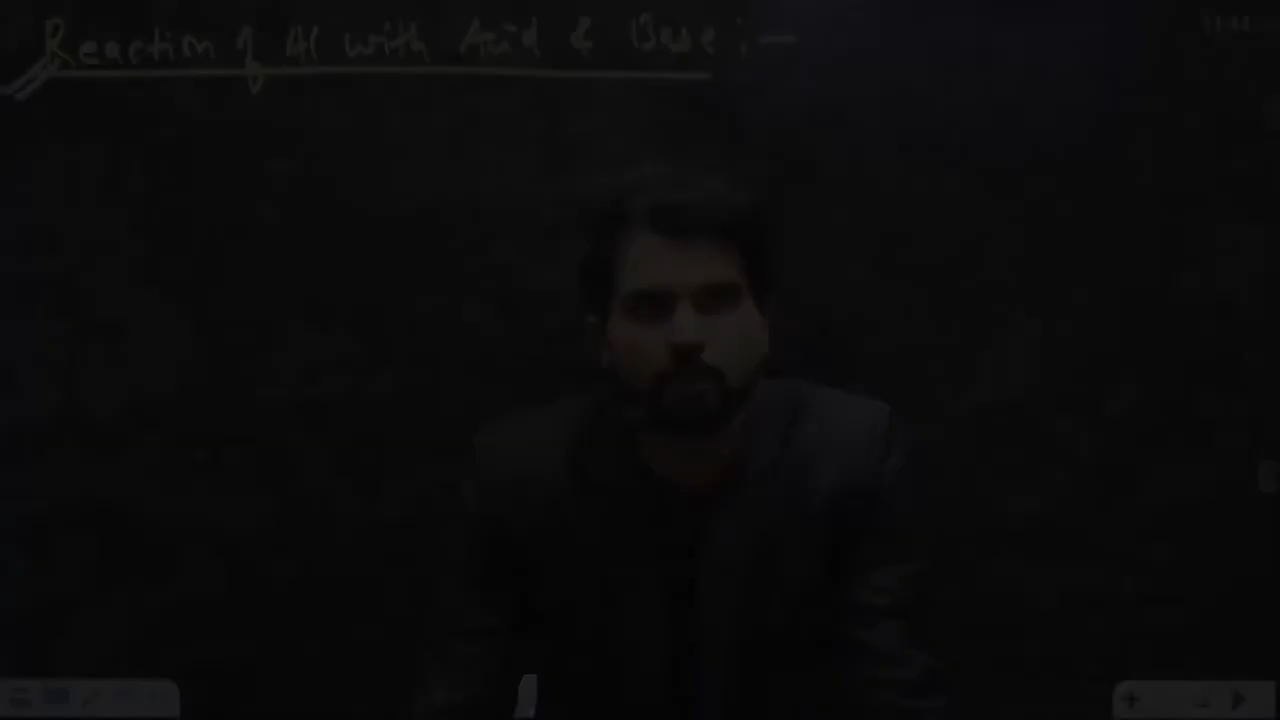 Reaction of Al with Acid & Base :-